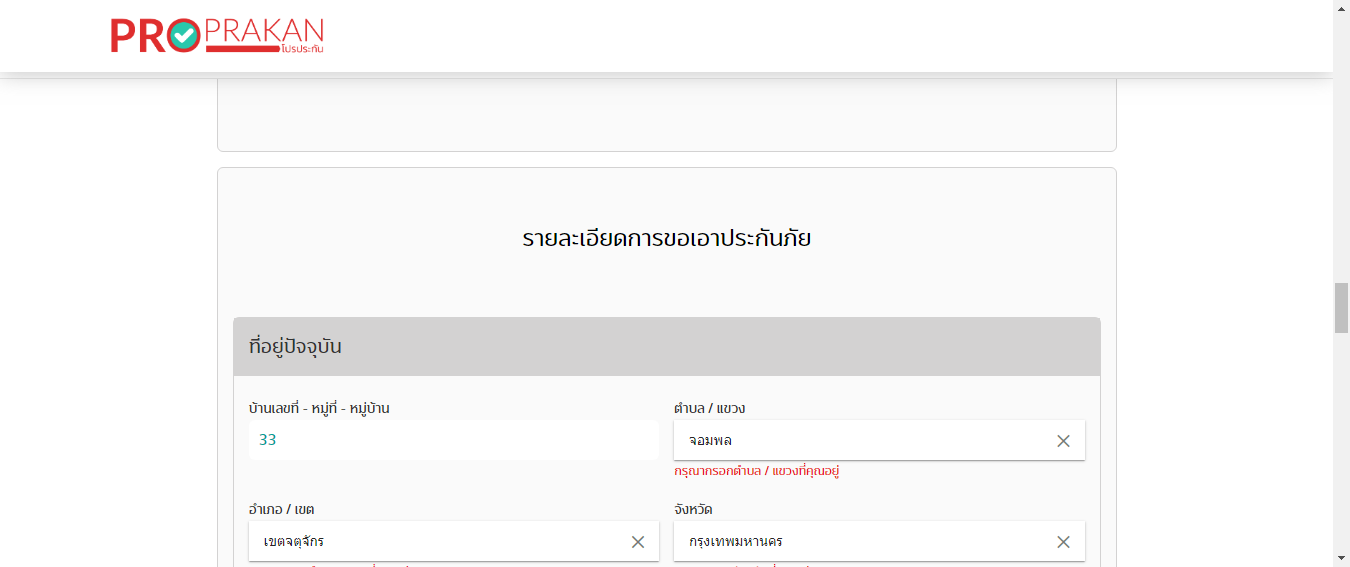 PROPRAKAN
โปรประกัน
รายละเอียดการขอเอาประกันภัย
ที่อยู่ปัจจุบัน
บ้านเลขที่ - หมู่ที่ - หมู่บ้าน
ตำบล / แขวง
33
จอมพล
กรุณากรอกตำบล / แขวงที่คุณอยู่
อำเภอ / เขต
จังหวัด
เขตจตุจักร
กรุงเทพมหานคร